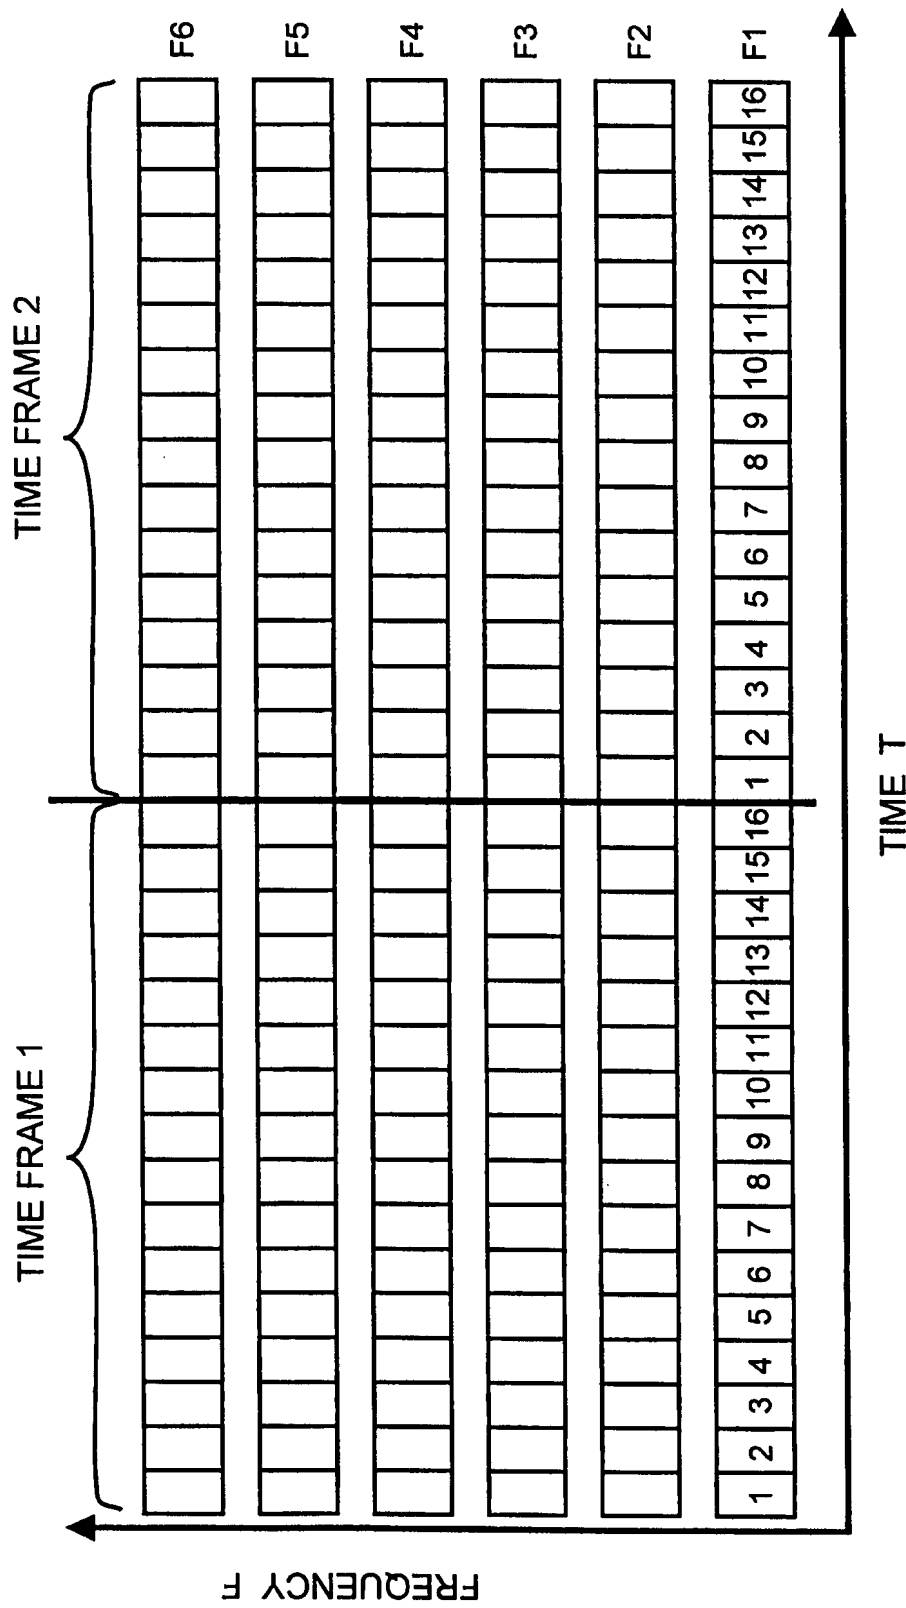 TIME FRAME 1
TIME FRAME 2
F6
F5
F4
F3
F2
1 2 3 4 5 6 7 8 9 10 11 12 13 14 15 16 1 2 3 4 5 6 7 8 9 10 11 12 13 14 15 16 F1
FREQUENCY F
TIME T